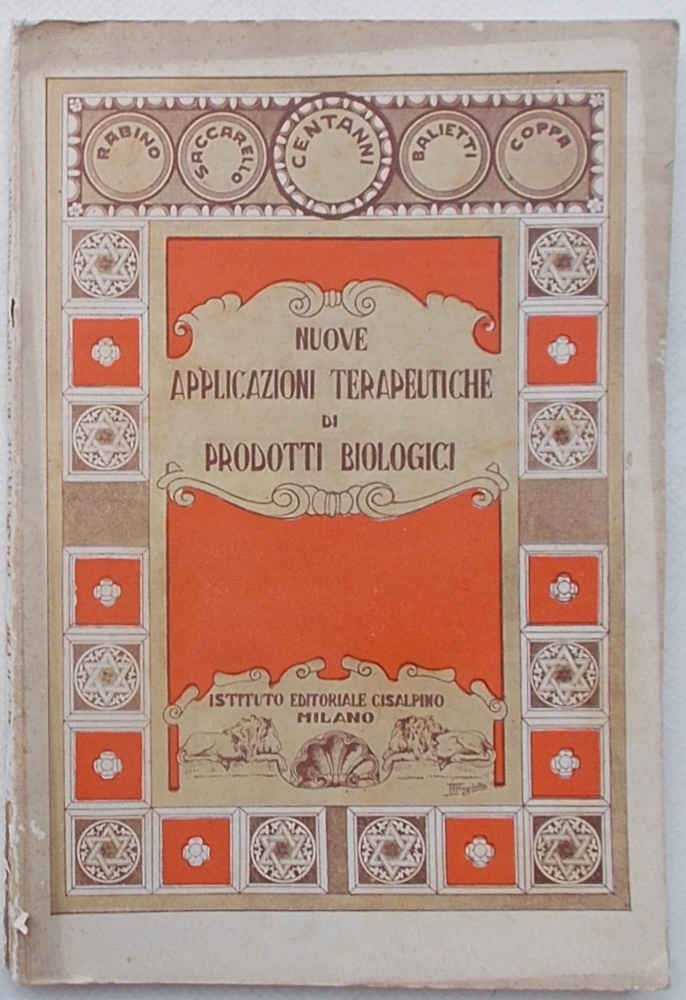 RABINO
SACCARELLO
CENTANNI
BALIETTI
COPPA
NUOVE
APPLICAZIONI TERAPEUTICHE
DI
PRODOTTI BIOLOGICI
ISTITUTO EDITORIALE CISALPINO
MILANO